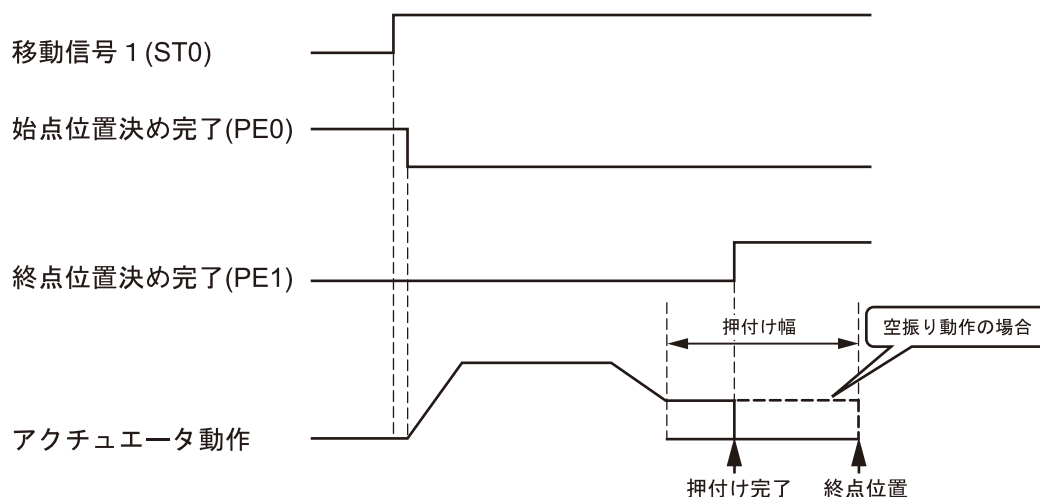 移動信号 1 (ST0)
始点位置決め完了(PE0)
終点位置決め完了(PE1)
押付け幅
空振り動作の場合
アクチュエータ動作
押付け完了
終点位置